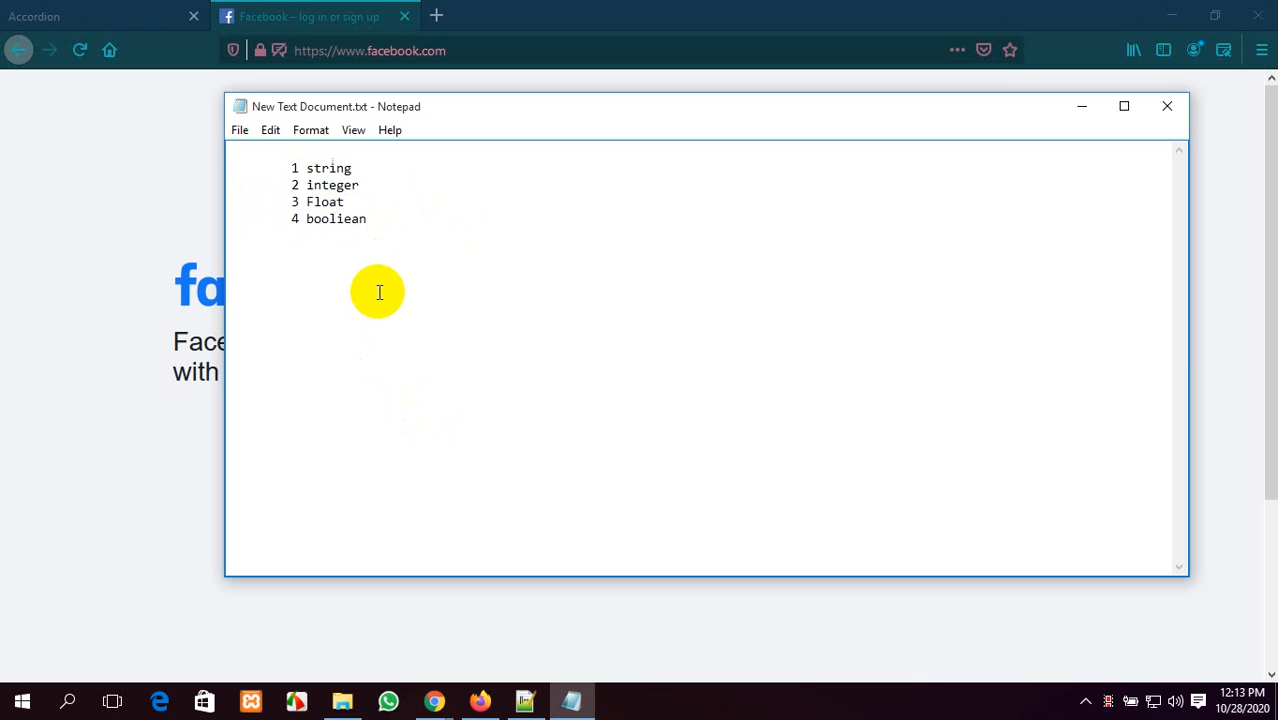 Accordion
Facebook – log in or sign up
https://www.facebook.com
New Text Document.txt - Notepad
File Edit Format View Help
1 string
2 integer
3 Float
4 booliean
fa
Face
with
12:13 PM
10/28/2020